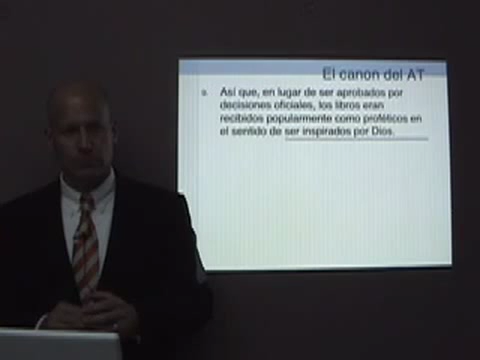 El canon del AT
Así que, en lugar de ser aprobados por
decisiones oficiales, los libros eran
recibidos popularmente como proféticos en
el sentido de ser inspirados por Dios.